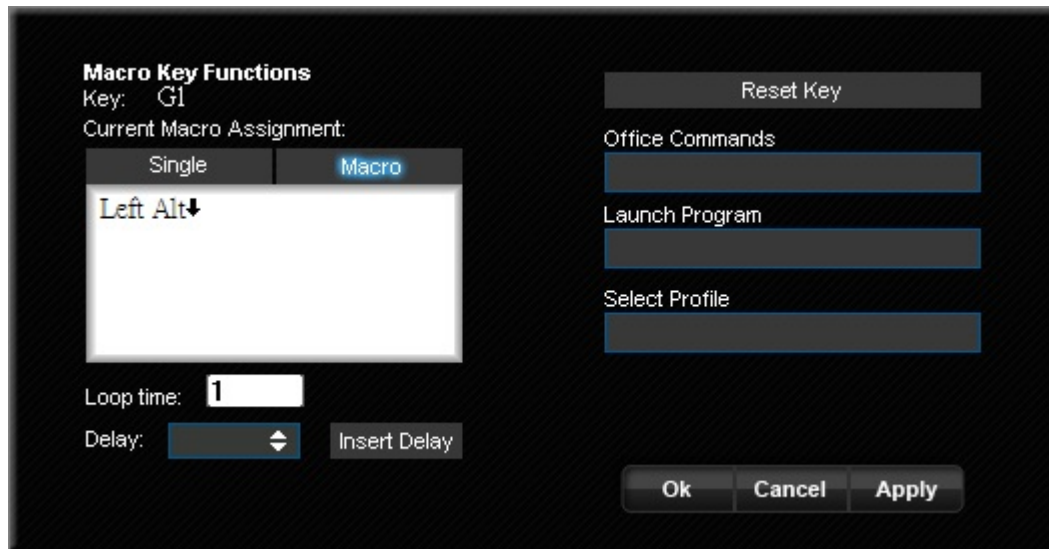 Macro Key Functions
Key: G1
Current Macro Assignment:
Single Macro
Left Alt⬇
Loop time: 1
Delay: Insert Delay
Reset Key
Office Commands
Launch Program
Select Profile
Ok Cancel Apply